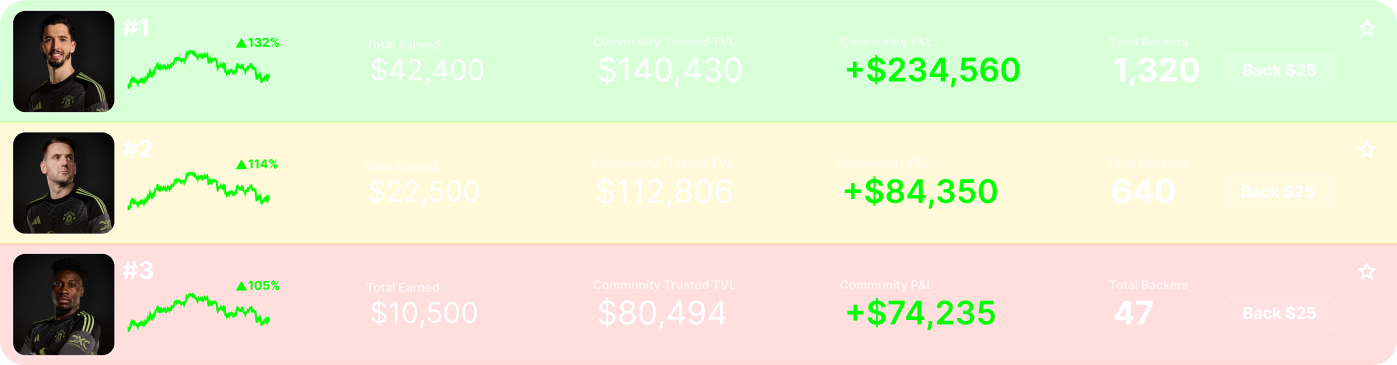 #1
▲132%
Total Earned
$42,400
Community Trusted TVL
$140,430
Community P&L
+$234,560
Total Backers
1,320
Back $25
#2
▲114%
Total Earned
$22,500
Community Trusted TVL
$112,806
Community P&L
+$84,350
Total Backers
640
Back $25
#3
▲105%
Total Earned
$10,500
Community Trusted TVL
$80,494
Community P&L
+$74,235
Total Backers
47
Back $25
DXC